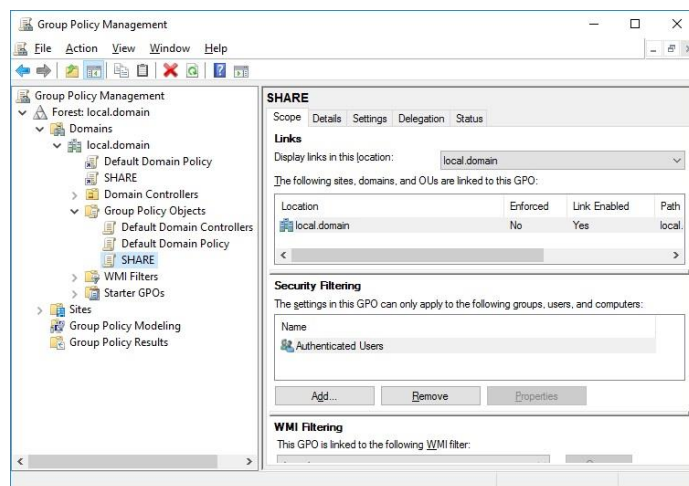 Group Policy Management
File Action View Window Help
Group Policy Management
Forest: local.domain
Domains
local.domain
Default Domain Policy
SHARE
Domain Controllers
Group Policy Objects
Default Domain Controllers
Default Domain Policy
SHARE
WMI Filters
Starter GPOs
Sites
Group Policy Modeling
Group Policy Results
SHARE
Scope Details Settings Delegation Status
Links
Display links in this location: local.domain
The following sites, domains, and OUs are linked to this GPO:
Location Enforced Link Enabled Path
local.domain No Yes local.
Security Filtering
The settings in this GPO can only apply to the following groups, users, and computers:
Name
Authenticated Users
Add... Remove Properties
WMI Filtering
This GPO is linked to the following WMI filter: